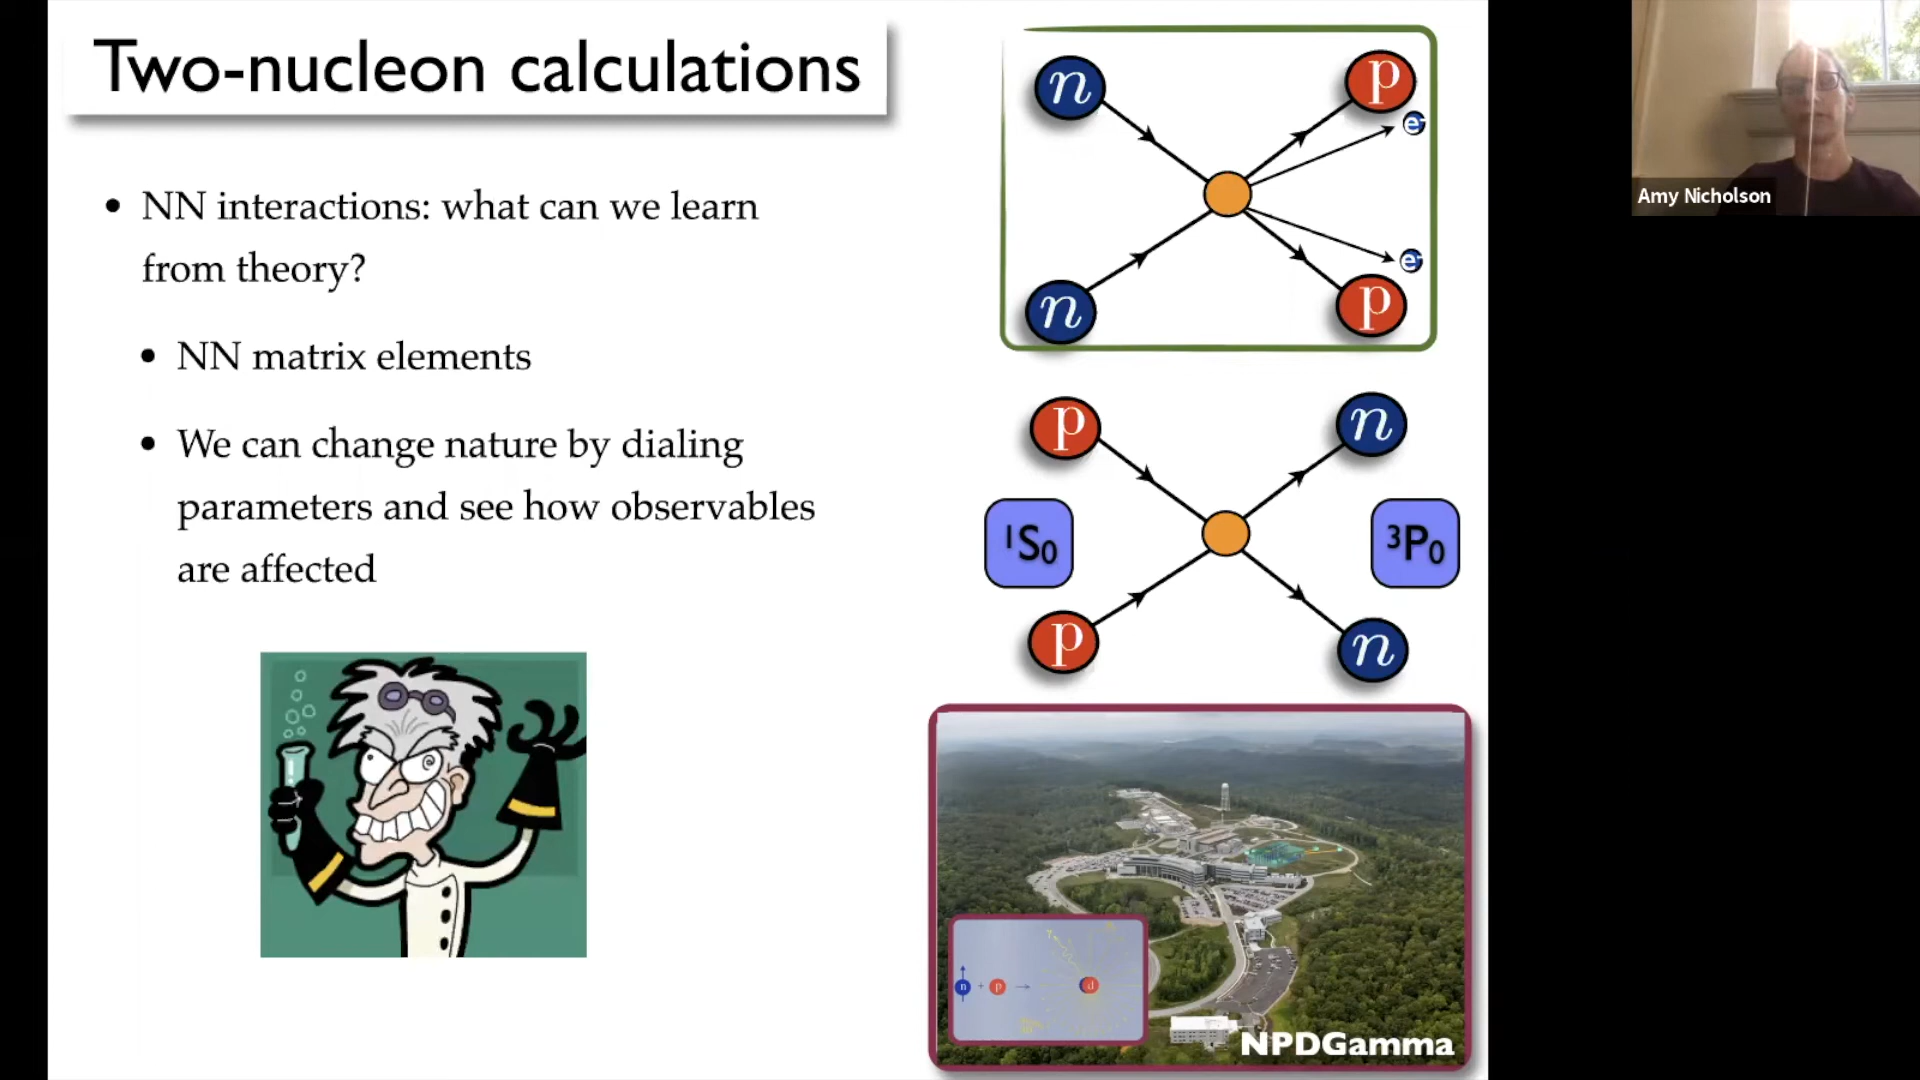 Two-nucleon calculations
• NN interactions: what can we learn
from theory?
• NN matrix elements
• We can change nature by dialing
parameters and see how observables
are affected
n
p
e-
e-
n
p
p
n
¹S₀
³P₀
p
n
n + p → d
γ
NPDGamma
Amy Nicholson